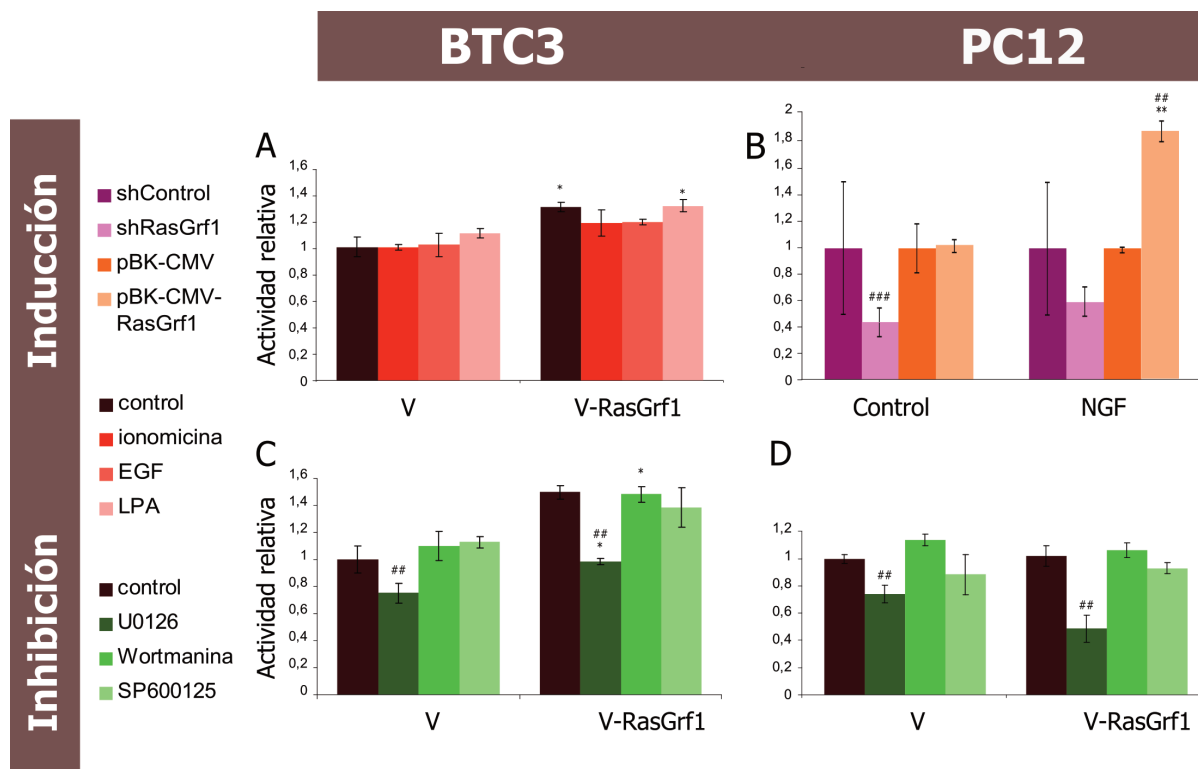 BTC3
PC12
Inducción
Inhibición
shControl
shRasGrf1
pBK-CMV
pBK-CMV-
RasGrf1
control
ionomicina
EGF
LPA
control
U0126
Wortmanina
SP600125
A
Actividad relativa
1,6
1,4
1,2
1
0,8
0,6
0,4
0,2
0
*
*
V
V-RasGrf1
B
2
1,8
1,6
1,4
1,2
1
0,8
0,6
0,4
0,2
0
###
##
**
Control
NGF
C
Actividad relativa
1,6
1,4
1,2
1
0,8
0,6
0,4
0,2
0
##
##
*
*
V
V-RasGrf1
D
1,2
1
0,8
0,6
0,4
0,2
0
##
##
V
V-RasGrf1